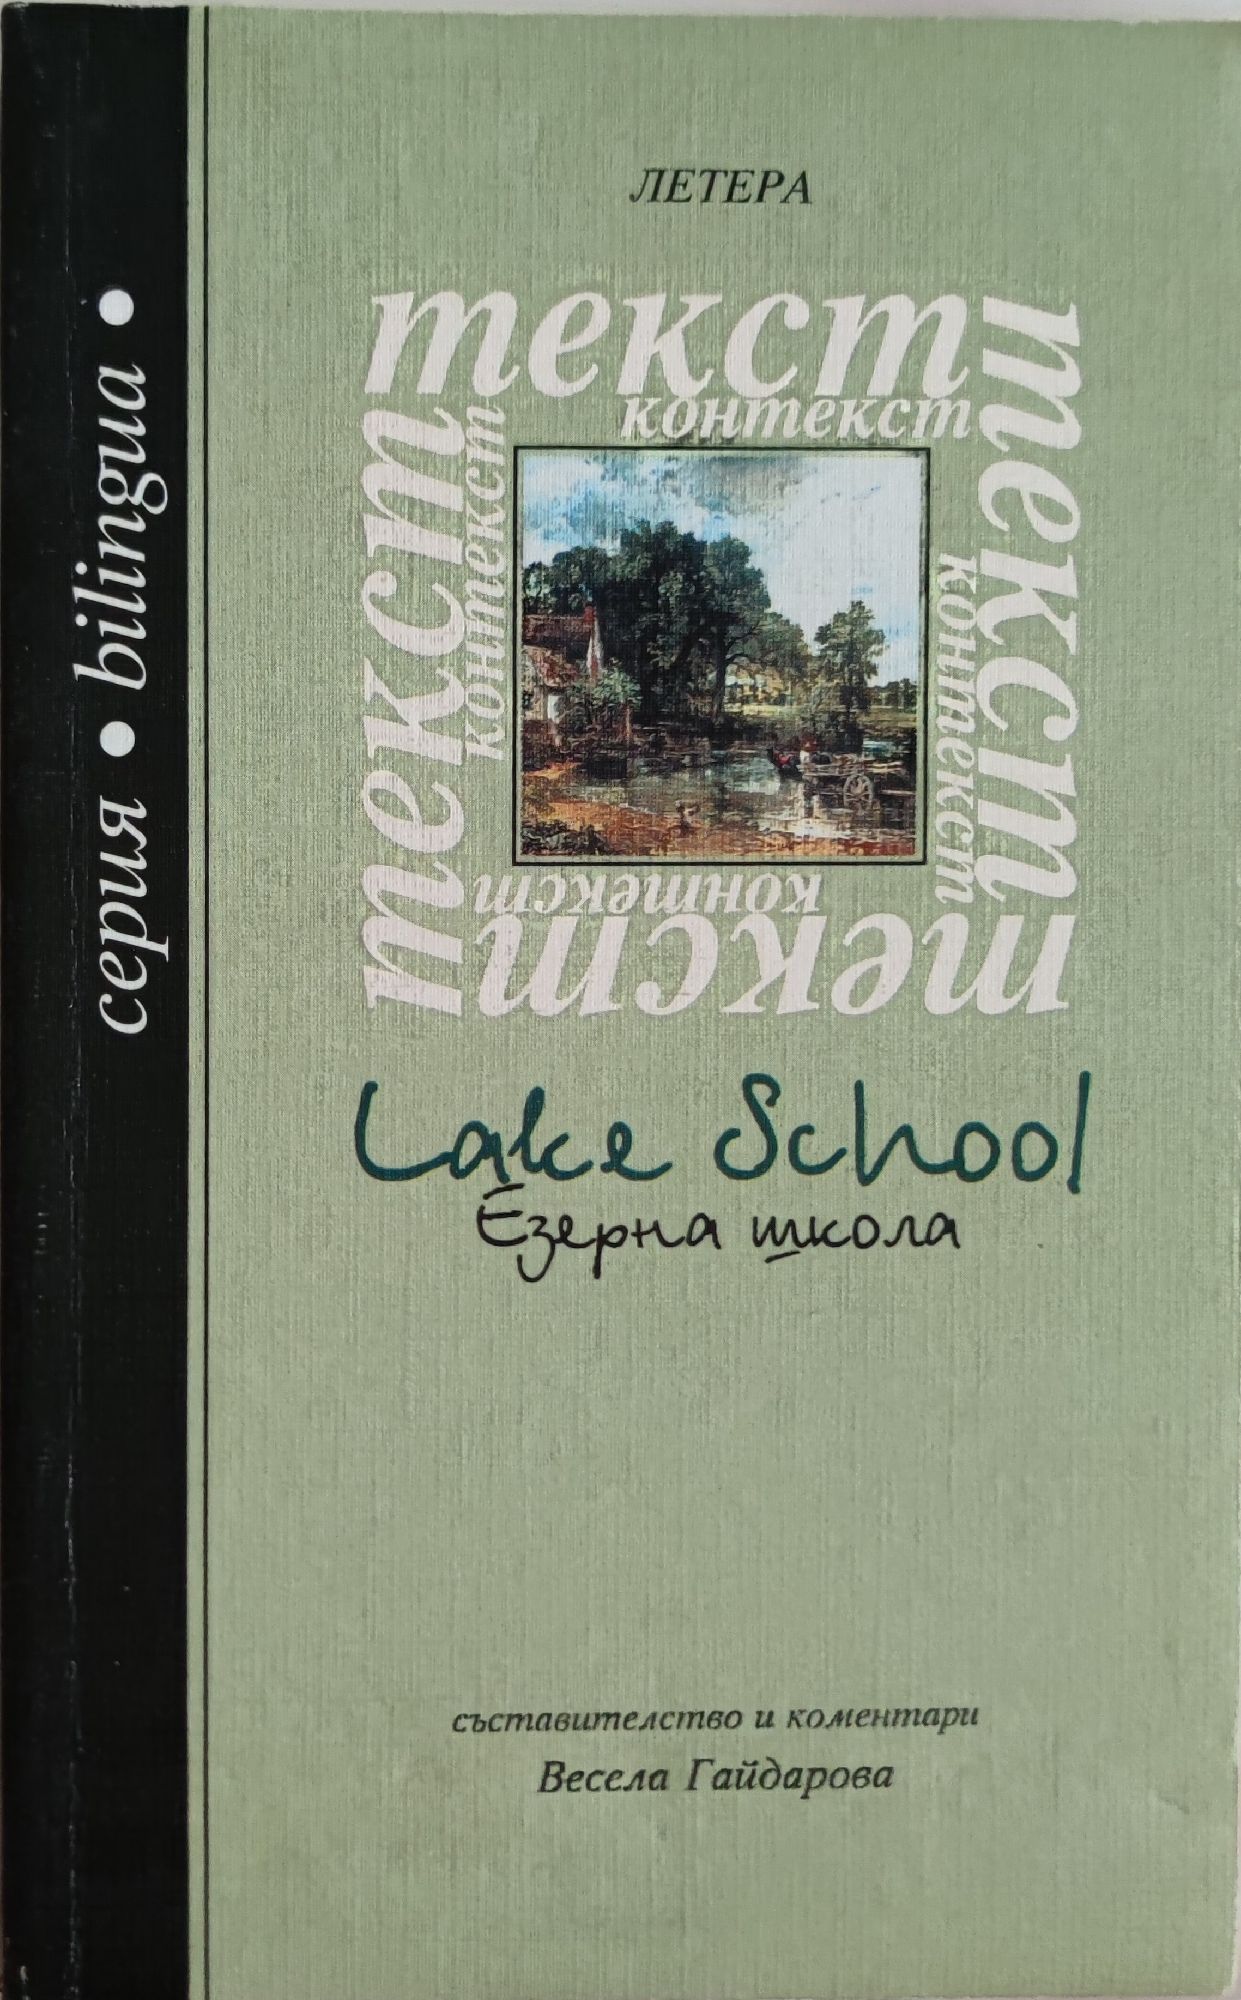 серия • bilingua •
ЛЕТЕРА
текст
контекст
текст
контекст
текст
контекст
текст
контекст
Lake School
Езерна школа
съставителство и коментари
Весела Гайдарова